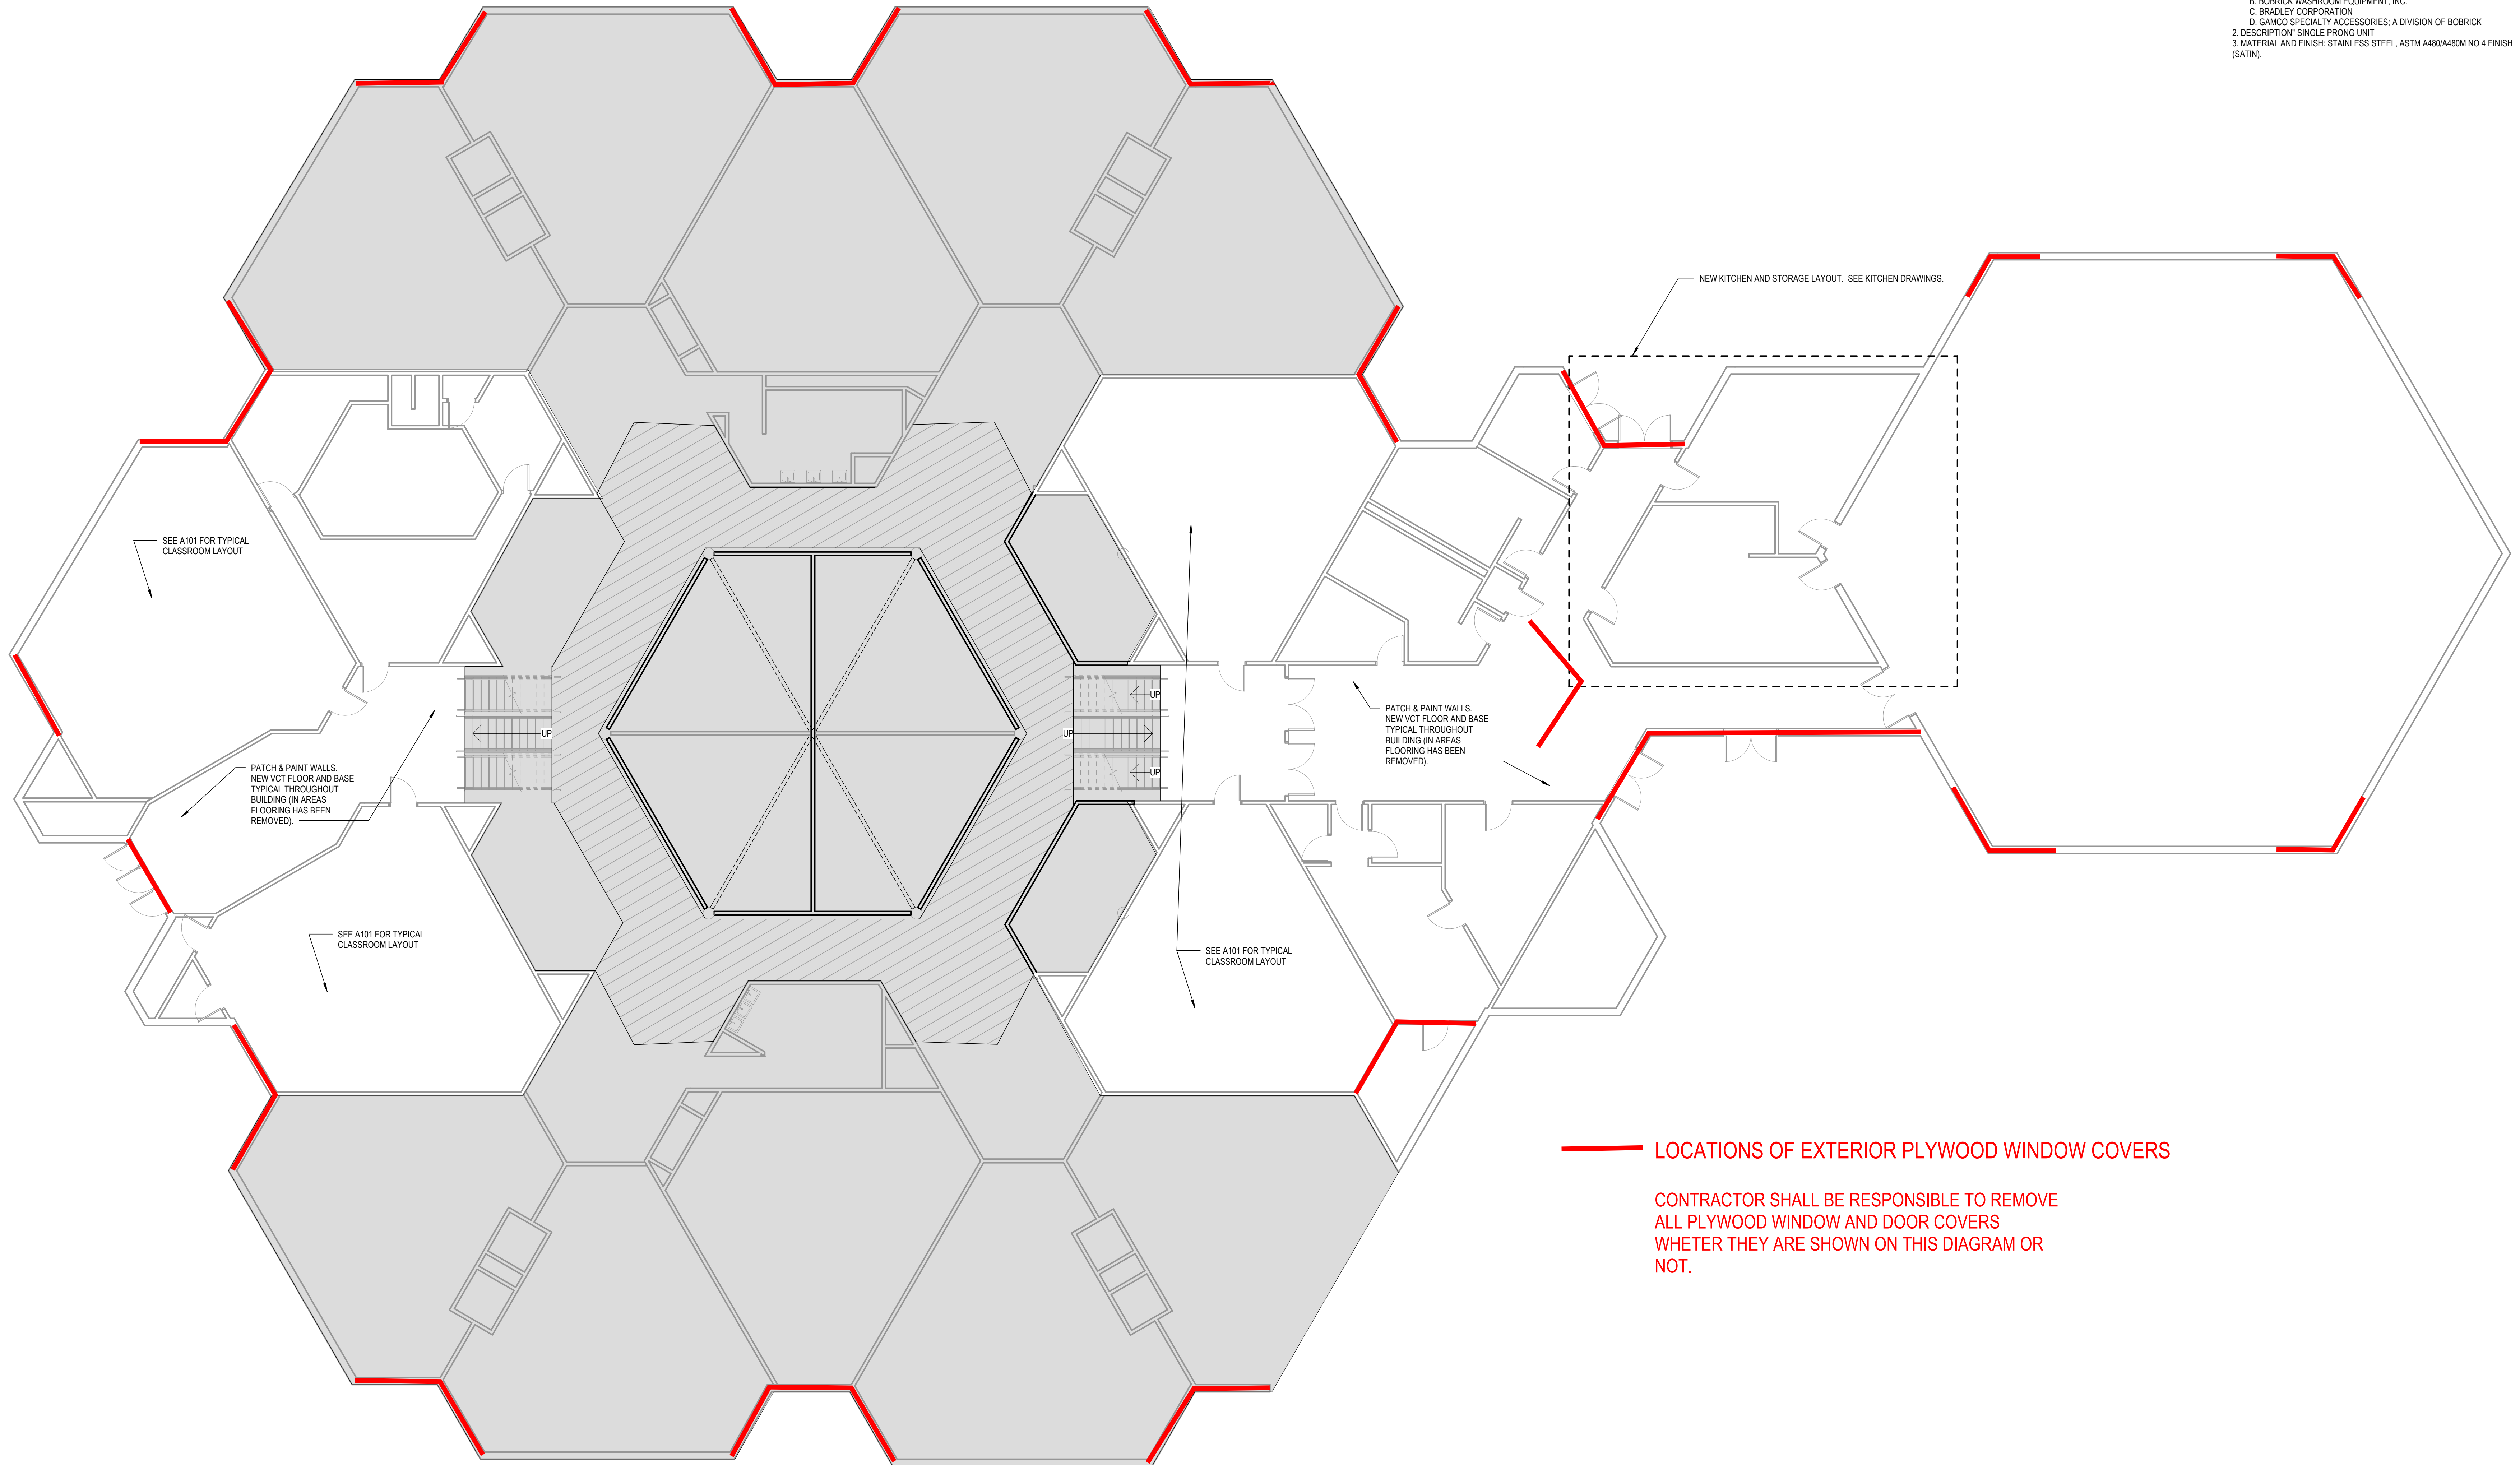 B. BOBRICK WASHROOM EQUIPMENT, INC.
C. BRADLEY CORPORATION
D. GAMCO SPECIALTY ACCESSORIES; A DIVISION OF BOBRICK
2. DESCRIPTION" SINGLE PRONG UNIT
3. MATERIAL AND FINISH: STAINLESS STEEL, ASTM A480/A480M NO 4 FINISH
(SATIN).
NEW KITCHEN AND STORAGE LAYOUT. SEE KITCHEN DRAWINGS.
SEE A101 FOR TYPICAL
CLASSROOM LAYOUT
UP
UP
UP
UP
PATCH & PAINT WALLS.
NEW VCT FLOOR AND BASE
TYPICAL THROUGHOUT
BUILDING (IN AREAS
FLOORING HAS BEEN
REMOVED).
PATCH & PAINT WALLS.
NEW VCT FLOOR AND BASE
TYPICAL THROUGHOUT
BUILDING (IN AREAS
FLOORING HAS BEEN
REMOVED).
SEE A101 FOR TYPICAL
CLASSROOM LAYOUT
SEE A101 FOR TYPICAL
CLASSROOM LAYOUT
LOCATIONS OF EXTERIOR PLYWOOD WINDOW COVERS
CONTRACTOR SHALL BE RESPONSIBLE TO REMOVE
ALL PLYWOOD WINDOW AND DOOR COVERS
WHETER THEY ARE SHOWN ON THIS DIAGRAM OR
NOT.